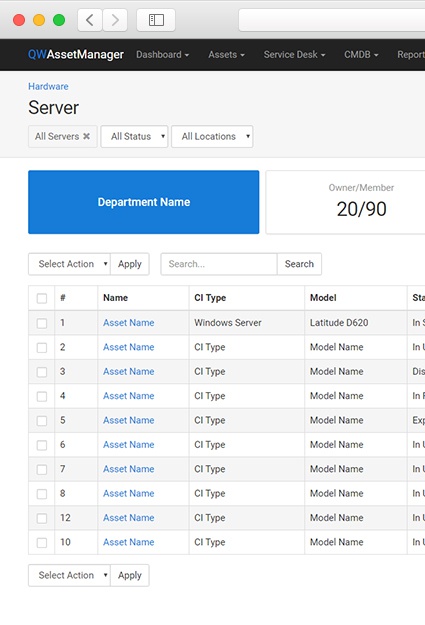 QWAssetManager Dashboard Assets Service Desk CMDB Report
Hardware
Server
All Servers ✖ All Status All Locations
Department Name
Owner/Member
20/90
Select Action Apply Search... Search
# Name CI Type Model Sta
1 Asset Name Windows Server Latitude D620 In S
2 Asset Name CI Type Model Name In U
3 Asset Name CI Type Model Name Dis
4 Asset Name CI Type Model Name In R
5 Asset Name CI Type Model Name Exp
6 Asset Name CI Type Model Name In U
7 Asset Name CI Type Model Name In U
8 Asset Name CI Type Model Name In U
12 Asset Name CI Type Model Name In U
10 Asset Name CI Type Model Name In U
Select Action Apply